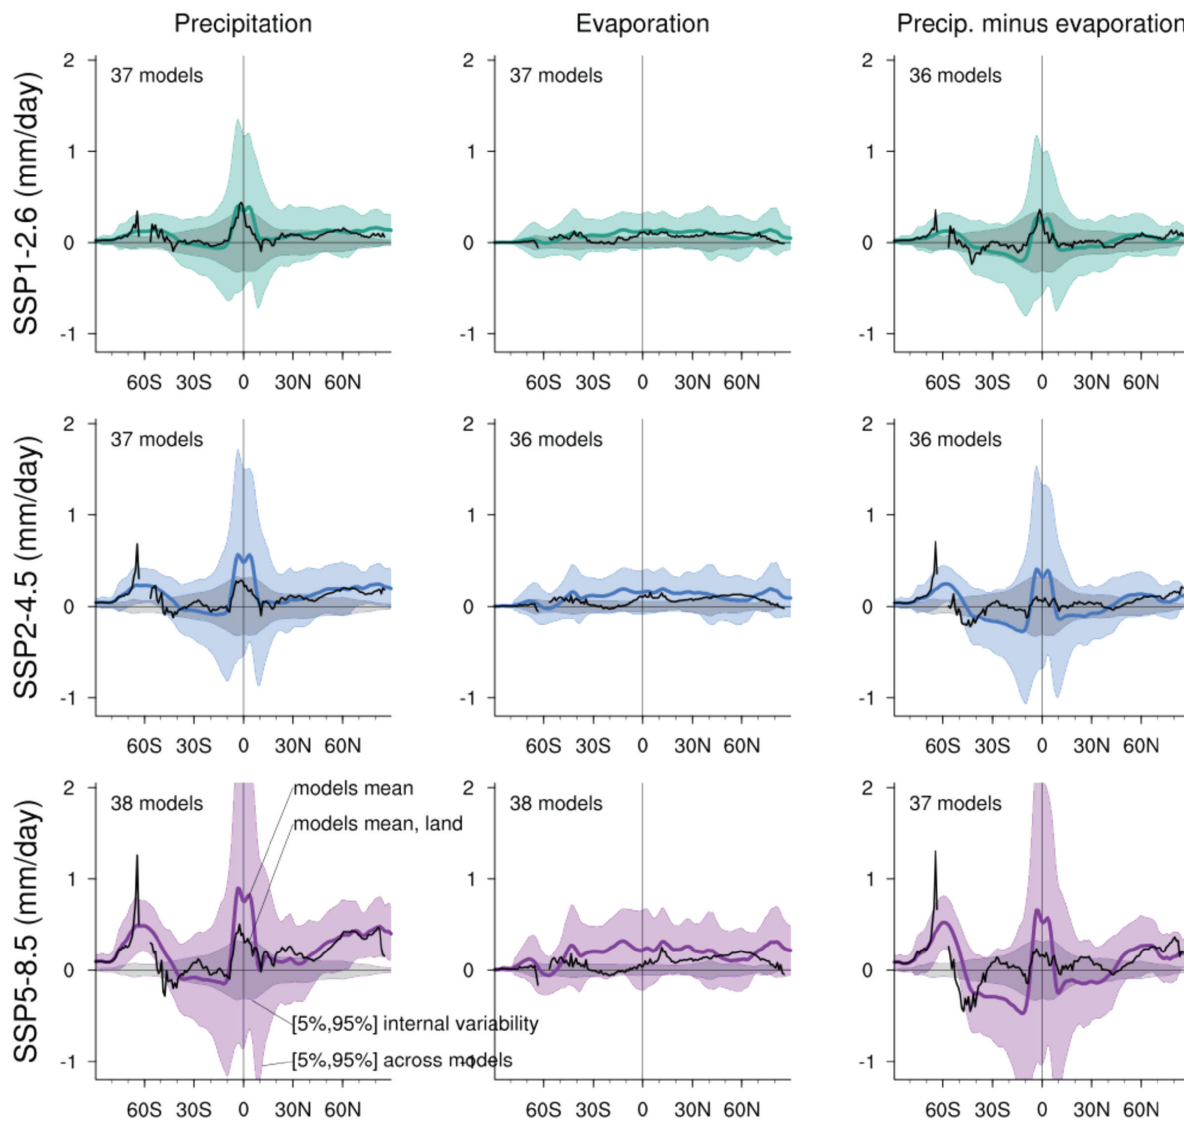 Precipitation
Evaporation
Precip. minus evaporation
SSP1-2.6 (mm/day)
2
1
0
-1
37 models
60S 30S 0 30N 60N
2
1
0
-1
37 models
60S 30S 0 30N 60N
2
1
0
-1
36 models
60S 30S 0 30N 60N
SSP2-4.5 (mm/day)
2
1
0
-1
37 models
60S 30S 0 30N 60N
2
1
0
-1
36 models
60S 30S 0 30N 60N
2
1
0
-1
36 models
60S 30S 0 30N 60N
SSP5-8.5 (mm/day)
2
1
0
-1
38 models
models mean
models mean, land
[5%,95%] internal variability
[5%,95%] across models
60S 30S 0 30N 60N
2
1
0
-1
38 models
60S 30S 0 30N 60N
2
1
0
-1
37 models
60S 30S 0 30N 60N